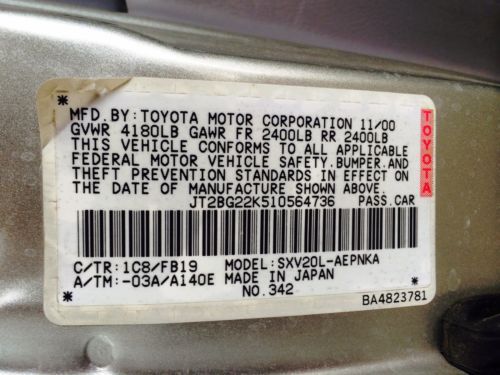 MFD.BY:TOYOTA MOTOR CORPORATION 11/00
GVWR 4180LB GAWR FR 2400LB RR 2400LB
THIS VEHICLE CONFORMS TO ALL APPLICABLE
FEDERAL MOTOR VEHICLE SAFETY.BUMPER.AND
THEFT PREVENTION STANDARDS IN EFFECT ON
THE DATE OF MANUFACTURE SHOWN ABOVE.
JT2BG22K510564736 PASS.CAR
TOYOTA
C/TR:1C8/FB19 MODEL:SXV20L-AEPNKA
A/TM:-03A/A140E MADE IN JAPAN
NO.342
BA4823781